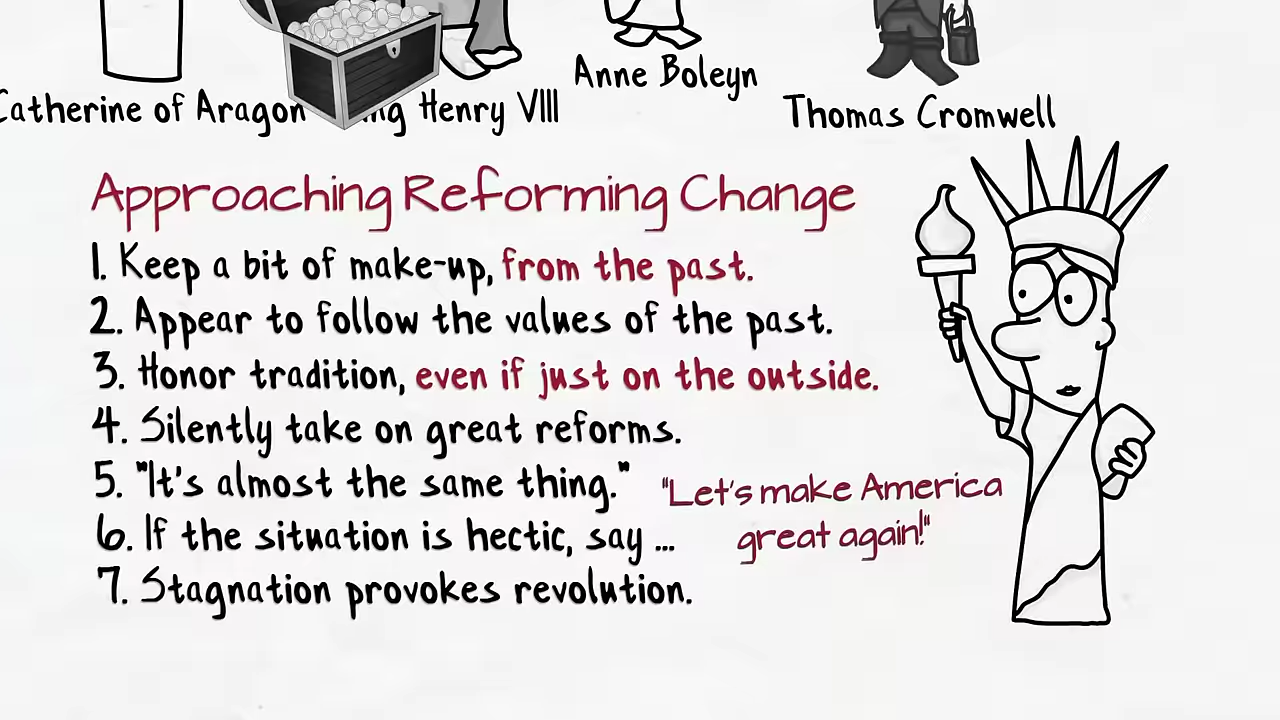 Anne Boleyn
Catherine of Aragon
Henry VIII
Thomas Cromwell
Approaching Reforming Change
1. Keep a bit of make-up, from the past.
2. Appear to follow the values of the past.
3. Honor tradition, even if just on the outside.
4. Silently take on great reforms.
5. "It's almost the same thing."
"Let's make America
great again!"
6. If the situation is hectic, say ...
7. Stagnation provokes revolution.